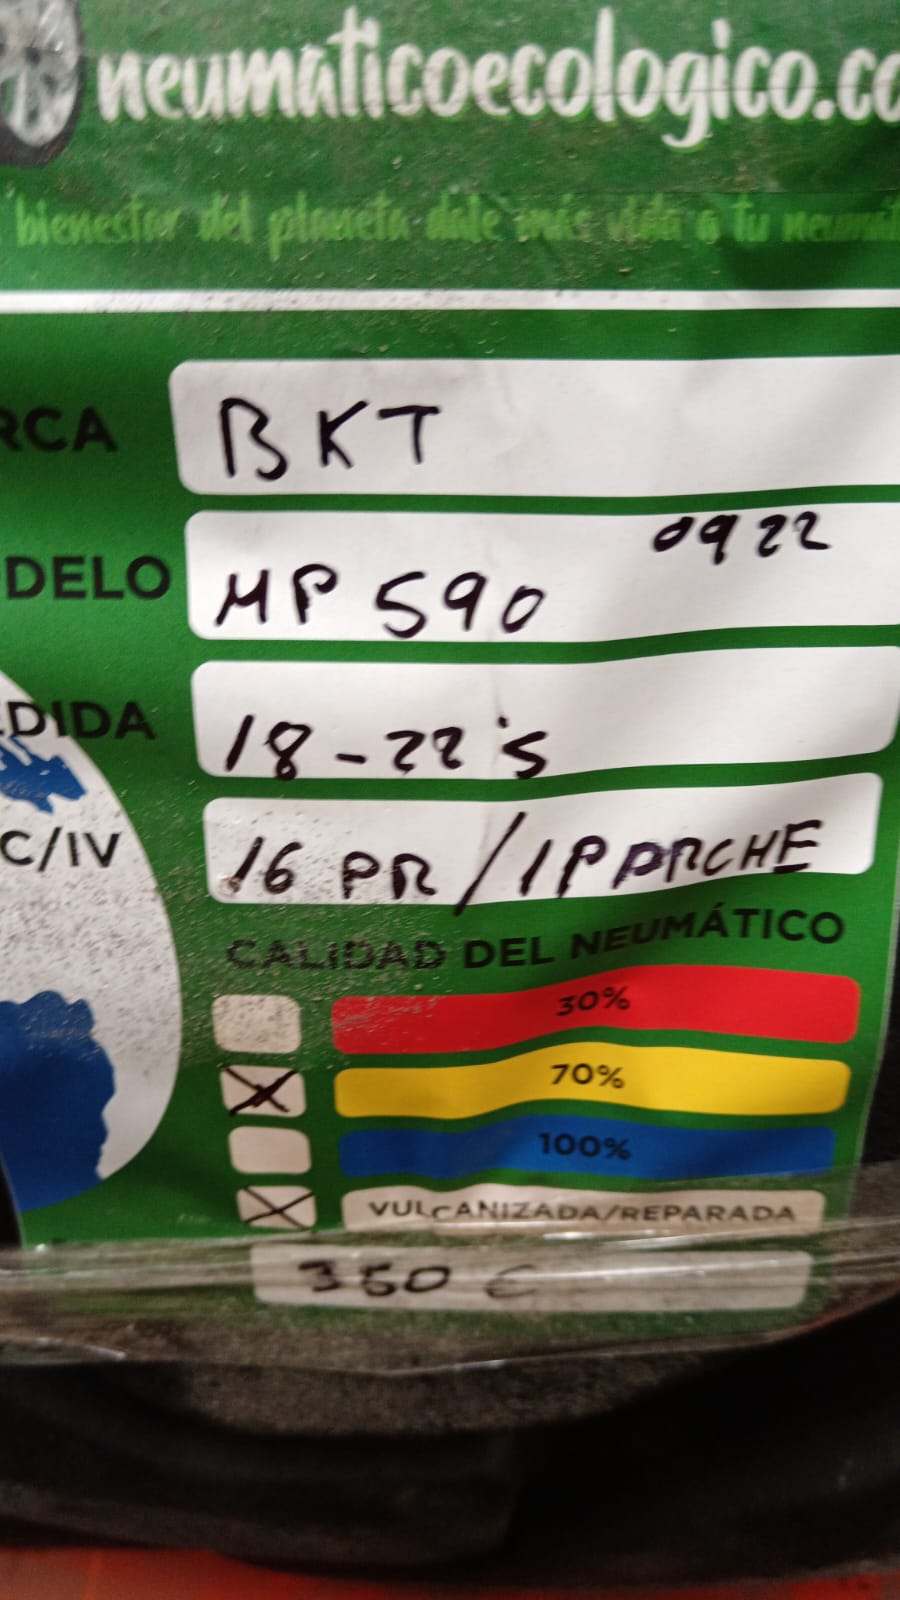 neumaticoecologico.co
bienestar del planeta dale más vida a tu neumát
RCA
BKT
0922
DELO
MP 590
EDIDA
18-22'5
C/IV
16 PR / 1 PARCHE
CALIDAD DEL NEUMÁTICO
30%
70%
100%
VULCANIZADA/REPARADA
350 €